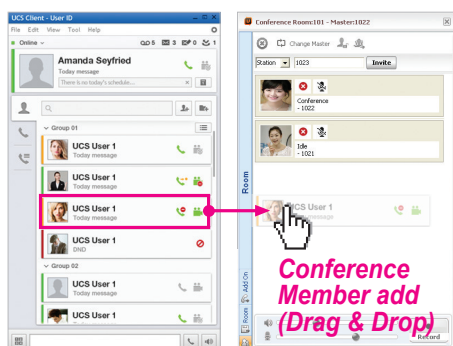 UCS Client - User ID
File Edit View Tool Help
Online
5 3 0 1
Amanda Seyfried
Today message
There is no today's schedule...
Group 01
UCS User 1
Today message
UCS User 1
Today message
UCS User 1
Today message
UCS User 1
DND
Group 02
UCS User 1
Today message
UCS User 1
Today message
Conference Room:101 - Master:1022
Change Master
Station 1023 Invite
Conference
- 1022
Idle
- 1021
Room
UCS User 1
message
Conference
Member add
(Drag & Drop)
Add On
Room
Record